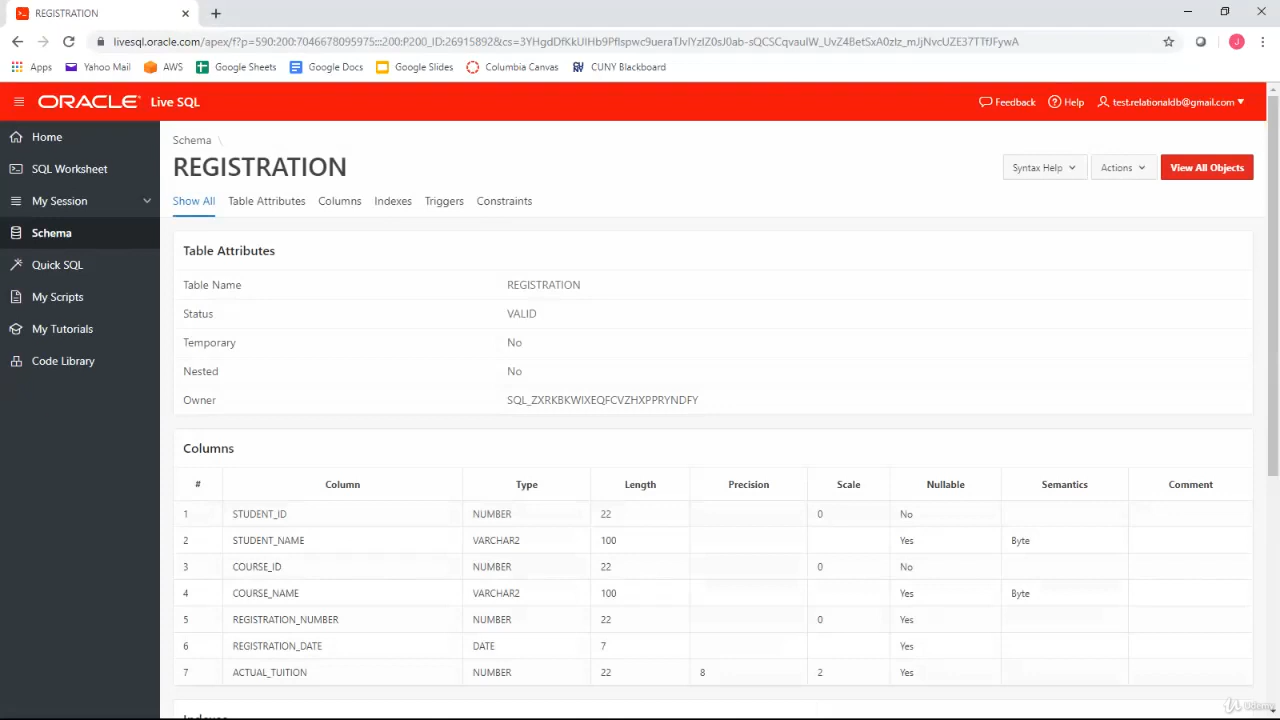 REGISTRATION
livesql.oracle.com/apex/f?p=590:200:7046678095975:::200:P200_ID:26915892&cs=3YHgdDfKkUIHb9Pflspwc9ueraTJvIYzIZ0sJ0ab-sQCSCqvauIW_UvZ4BetSxA0zIz_mJjNvcUZE37TTfJFywA
Apps Yahoo Mail AWS Google Sheets Google Docs Google Slides Columbia Canvas CUNY Blackboard
ORACLE Live SQL Feedback Help test.relationaldb@gmail.com
Home
SQL Worksheet
My Session
Schema
Quick SQL
My Scripts
My Tutorials
Code Library
Schema \
REGISTRATION
Syntax Help Actions View All Objects
Show All Table Attributes Columns Indexes Triggers Constraints
Table Attributes
Table Name REGISTRATION
Status VALID
Temporary No
Nested No
Owner SQL_ZXRKBKWIXEQFCVZHXPPRYNDFY
Columns
# Column Type Length Precision Scale Nullable Semantics Comment
1 STUDENT_ID NUMBER 22 0 No
2 STUDENT_NAME VARCHAR2 100 Yes Byte
3 COURSE_ID NUMBER 22 0 No
4 COURSE_NAME VARCHAR2 100 Yes Byte
5 REGISTRATION_NUMBER NUMBER 22 0 Yes
6 REGISTRATION_DATE DATE 7 Yes
7 ACTUAL_TUITION NUMBER 22 8 2 Yes
Indexes
Udemy